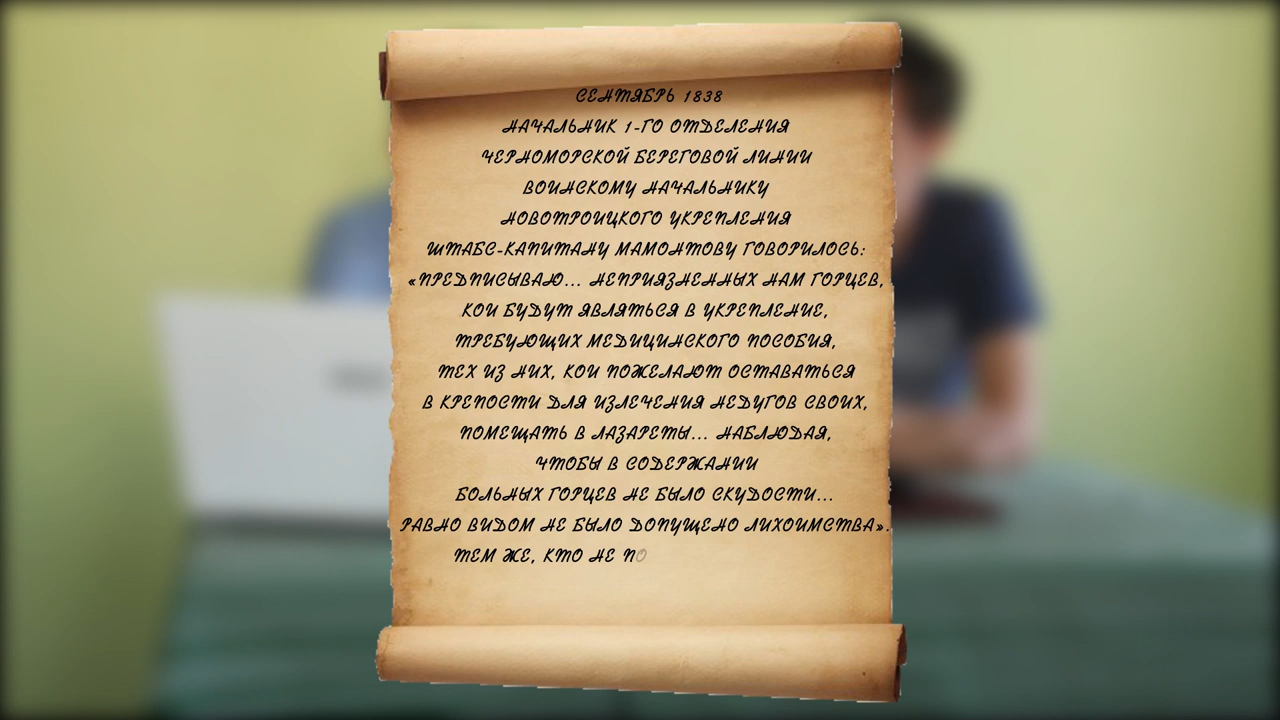 СЕНТЯБРЬ 1838
НАЧАЛЬНИК 1-ГО ОТДЕЛЕНИЯ
ЧЕРНОМОРСКОЙ БЕРЕГОВОЙ ЛИНИИ
ВОИНСКОМУ НАЧАЛЬНИКУ
НОВОТРОИЦКОГО УКРЕПЛЕНИЯ
ШТАБС-КАПИТАНУ МАМОНТОВУ ГОВОРИЛОСЬ:
«ПРЕДПИСЫВАЮ... НЕПРИЯЗНЕННЫХ НАМ ГОРЦЕВ,
КОИ БУДУТ ЯВЛЯТЬСЯ В УКРЕПЛЕНИЕ,
ТРЕБУЮЩИХ МЕДИЦИНСКОГО ПОСОБИЯ,
ТЕХ ИЗ НИХ, КОИ ПОЖЕЛАЮТ ОСТАВАТЬСЯ
В КРЕПОСТИ ДЛЯ ИЗЛЕЧЕНИЯ НЕДУГОВ СВОИХ,
ПОМЕЩАТЬ В ЛАЗАРЕТЫ... НАБЛЮДАЯ,
ЧТОБЫ В СОДЕРЖАНИИ
БОЛЬНЫХ ГОРЦЕВ НЕ БЫЛО СКУДОСТИ...
РАВНО ВИДОМ НЕ БЫЛО ДОПУЩЕНО ЛИХОИМСТВА».
ТЕМ ЖЕ, КТО НЕ ПО